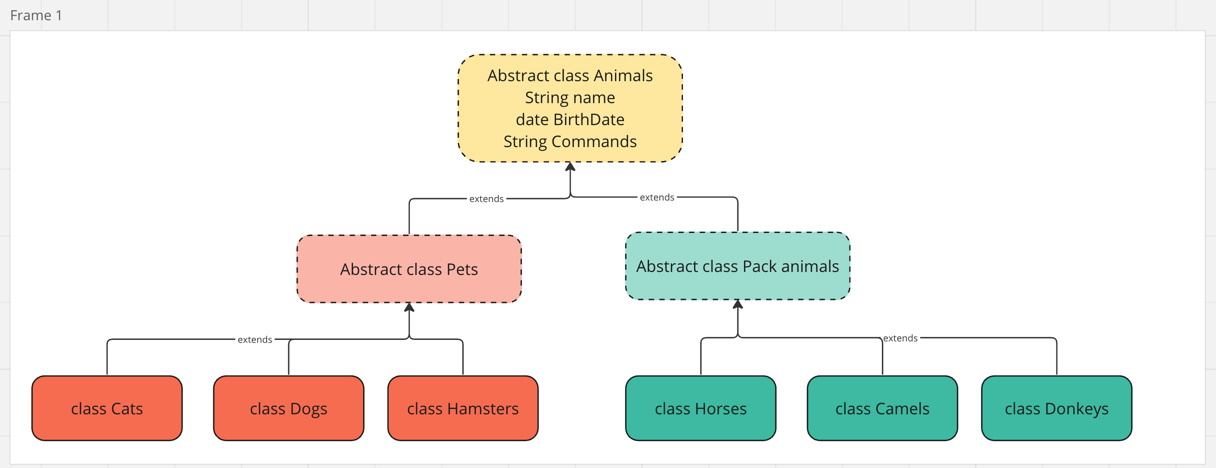 Frame 1
Abstract class Animals
String name
date BirthDate
String Commands
extends
extends
Abstract class Pets
Abstract class Pack animals
extends
extends
class Cats
class Dogs
class Hamsters
class Horses
class Camels
class Donkeys